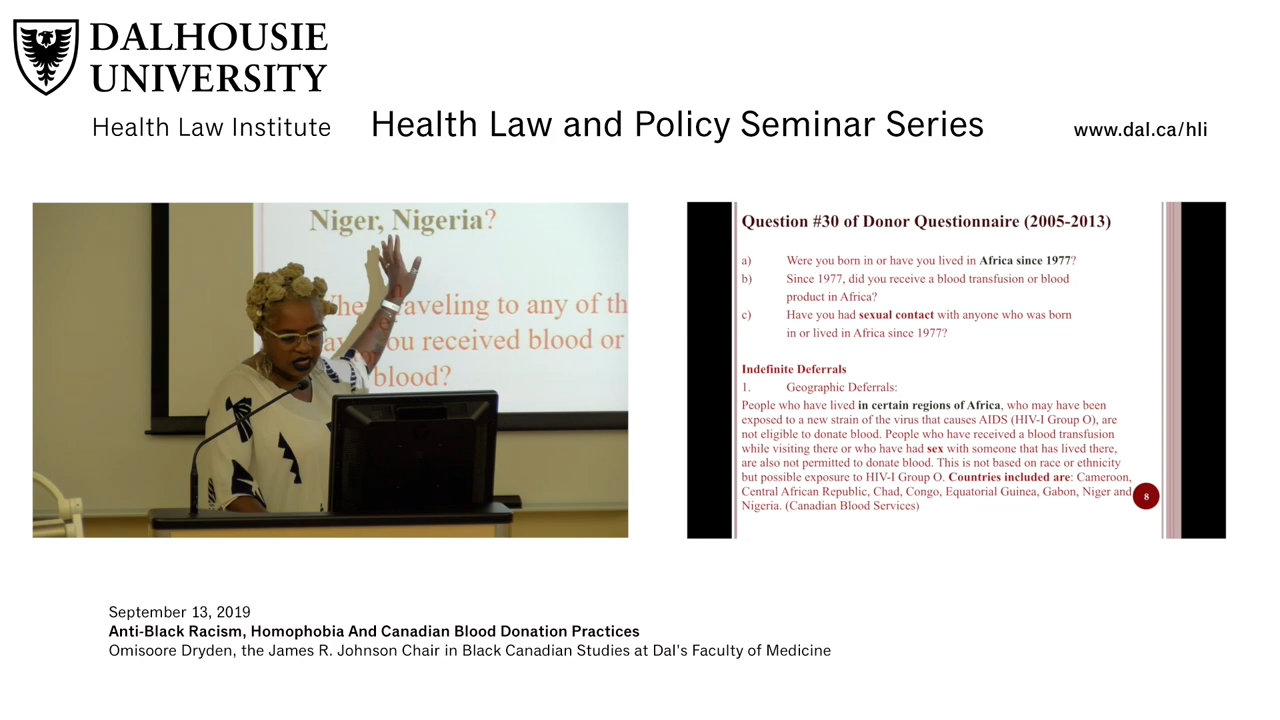 DALHOUSIE
UNIVERSITY
Health Law Institute
Health Law and Policy Seminar Series
www.dal.ca/hli
Niger, Nigeria?
raveling to any of th
ou received blood or
blood?
Question #30 of Donor Questionnaire (2005-2013)
a) Were you born in or have you lived in Africa since 1977?
b) Since 1977, did you receive a blood transfusion or blood
product in Africa?
c) Have you had sexual contact with anyone who was born
in or lived in Africa since 1977?
Indefinite Deferrals
1. Geographic Deferrals:
People who have lived in certain regions of Africa, who may have been
exposed to a new strain of the virus that causes AIDS (HIV-I Group O), are
not eligible to donate blood. People who have received a blood transfusion
while visiting there or who have had sex with someone that has lived there,
are also not permitted to donate blood. This is not based on race or ethnicity
but possible exposure to HIV-I Group O. Countries included are: Cameroon,
Central African Republic, Chad, Congo, Equatorial Guinea, Gabon, Niger and
Nigeria. (Canadian Blood Services)
8
September 13, 2019
Anti-Black Racism, Homophobia And Canadian Blood Donation Practices
Omisoore Dryden, the James R. Johnson Chair in Black Canadian Studies at Dal's Faculty of Medicine